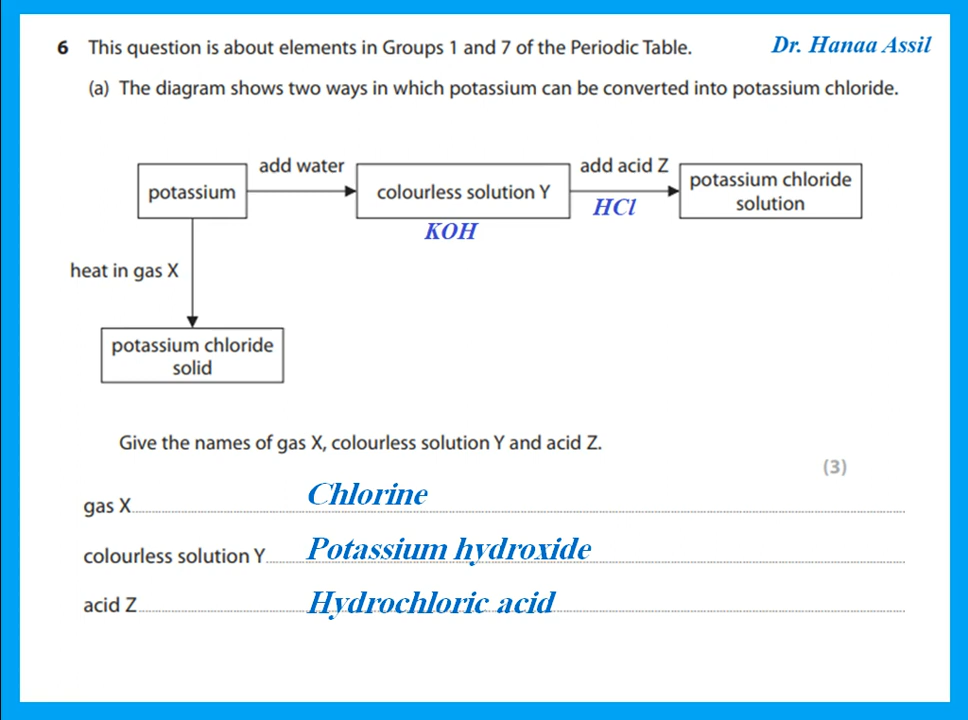 6 This question is about elements in Groups 1 and 7 of the Periodic Table.
Dr. Hanaa Assil
(a) The diagram shows two ways in which potassium can be converted into potassium chloride.
potassium
add water
colourless solution Y
KOH
add acid Z
HCl
potassium chloride
solution
heat in gas X
potassium chloride
solid
Give the names of gas X, colourless solution Y and acid Z.
(3)
gas X Chlorine
colourless solution Y Potassium hydroxide
acid Z Hydrochloric acid